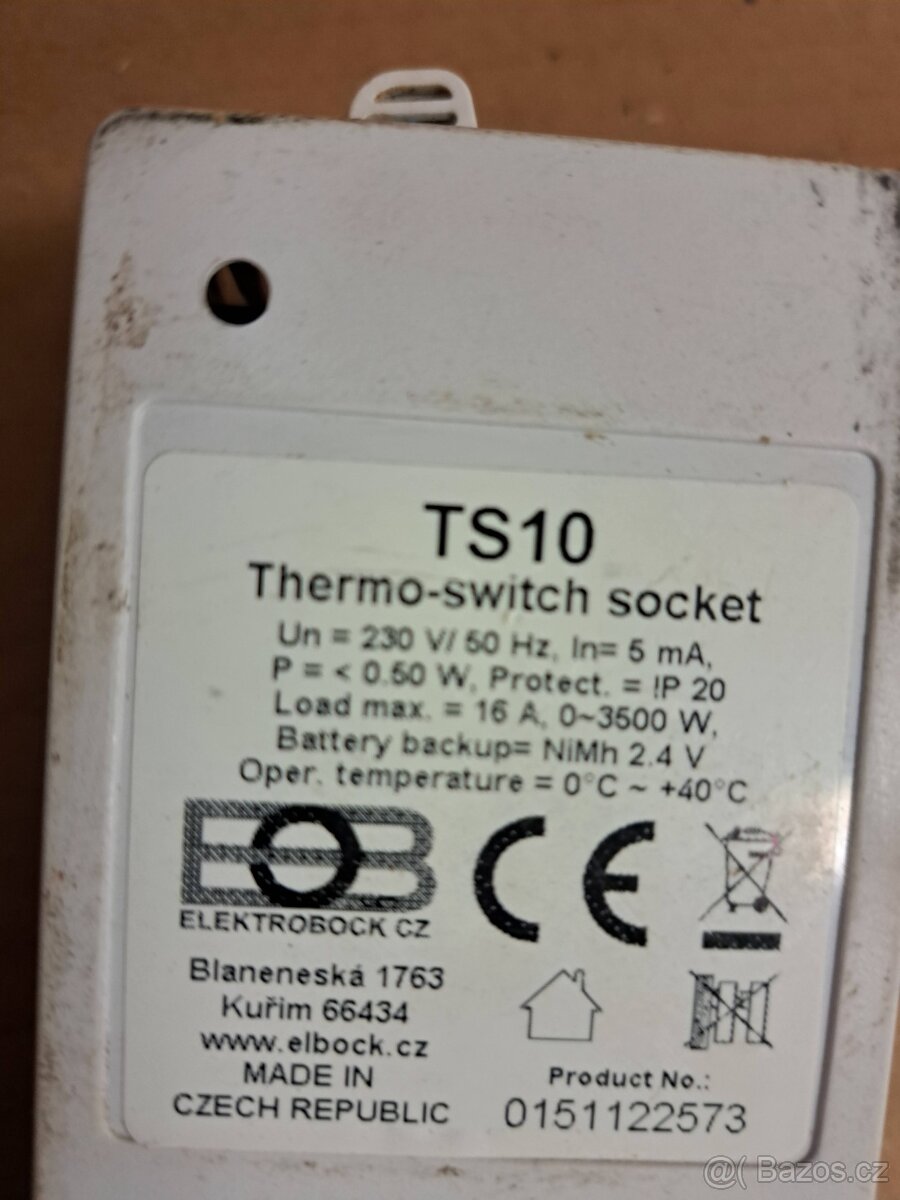 TS10
Thermo-switch socket
Un = 230 V/ 50 Hz, In= 5 mA,
P = < 0.50 W, Protect. = IP 20
Load max. = 16 A, 0~3500 W,
Battery backup= NiMh 2.4 V
Oper. temperature = 0°C ~ +40°C
EOB
ELEKTROBOCK CZ
CE
Blaneneská 1763
Kuřim 66434
www.elbock.cz
MADE IN
CZECH REPUBLIC
Product No.:
0151122573
@( Bazos.cz